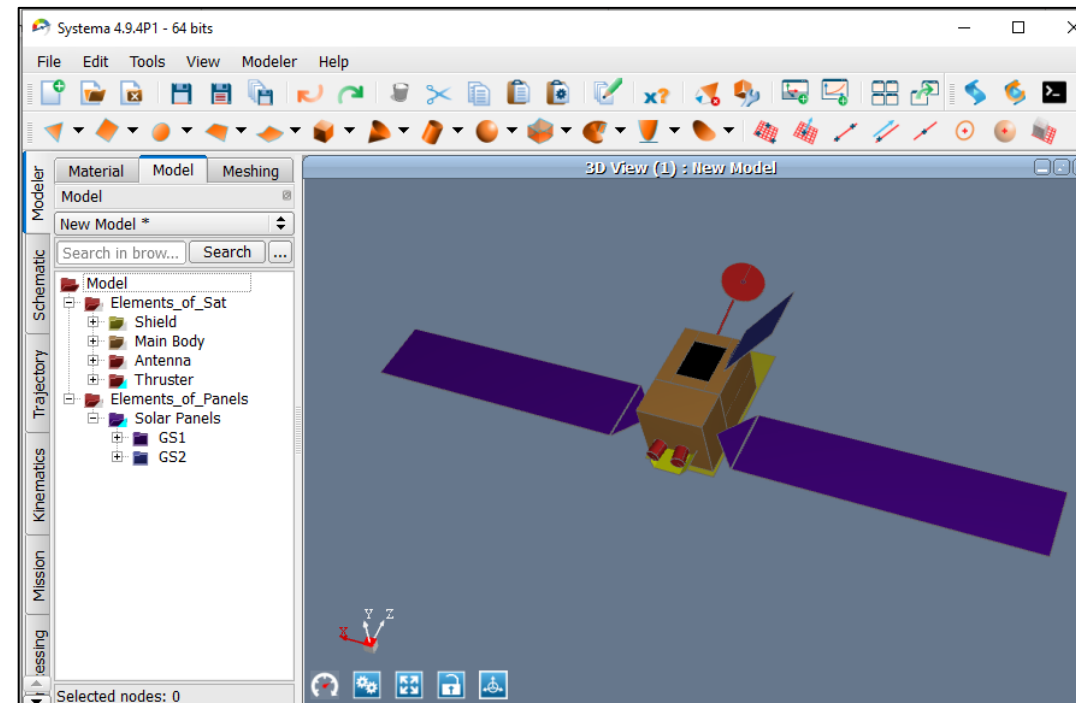 Systema 4.9.4P1 - 64 bits
File Edit Tools View Modeler Help
x?
Material Model Meshing
3D View (1) : New Model
Model
New Model *
Search in brow... Search ...
Model
Elements_of_Sat
Shield
Main Body
Antenna
Thruster
Elements_of_Panels
Solar Panels
GS1
GS2
Modeler
Schematic
Trajectory
Kinematics
Mission
cessing
X Y Z
Selected nodes: 0